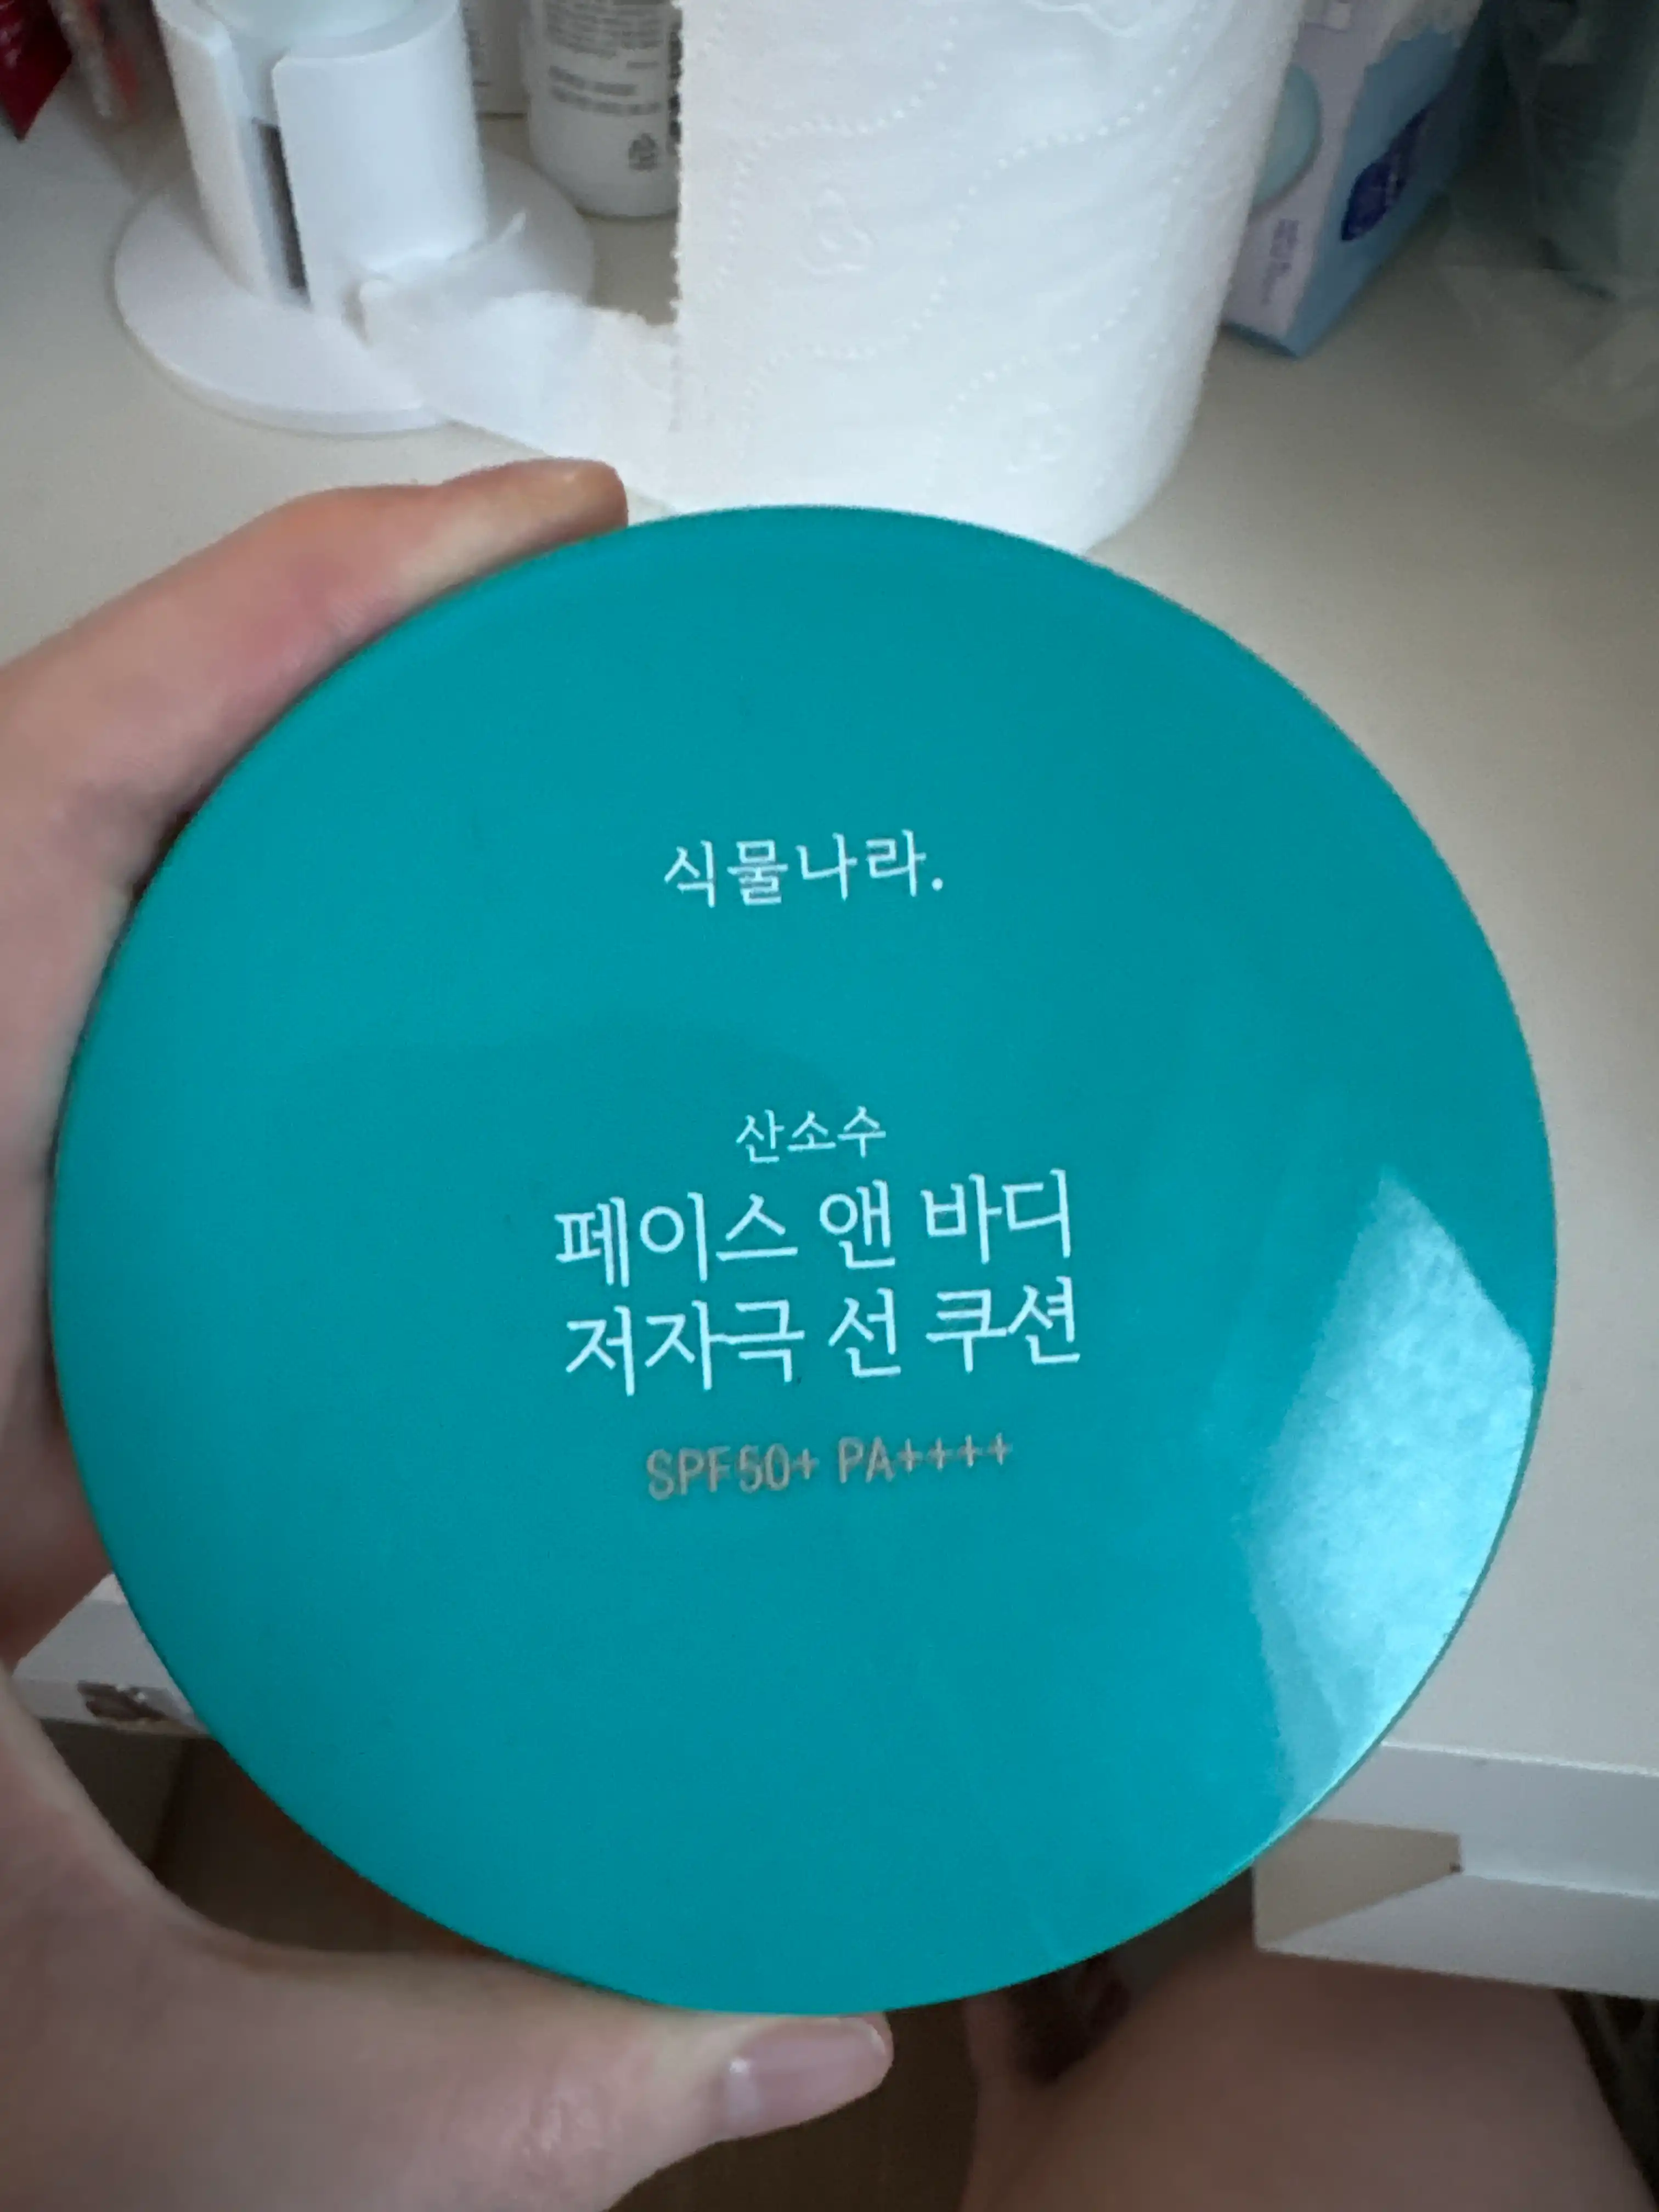 식물나라.
산소수
페이스 앤 바디
저자극 선 쿠션
SPF50+ PA++++